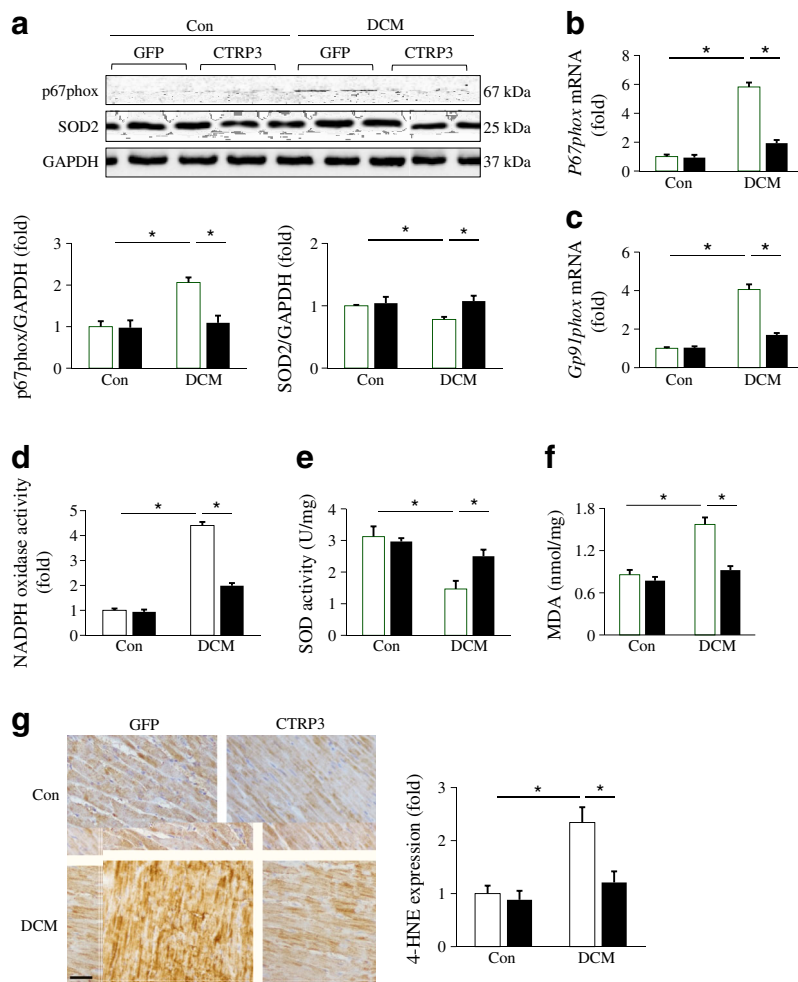 a
Con DCM
GFP CTRP3 GFP CTRP3
p67phox 67 kDa
SOD2 25 kDa
GAPDH 37 kDa
p67phox/GAPDH (fold)
3
2
1
0
* *
Con DCM
SOD2/GAPDH (fold)
2
1
0
* *
Con DCM
b
P67phox mRNA
(fold)
8
6
4
2
0
* *
Con DCM
c
Gp91phox mRNA
(fold)
6
4
2
0
* *
Con DCM
d
NADPH oxidase activity
(fold)
5
4
3
2
1
0
* *
Con DCM
e
SOD activity (U/mg)
4
3
2
1
0
* *
Con DCM
f
MDA (nmol/mg)
1.8
1.2
0.6
0
* *
Con DCM
g
GFP CTRP3
Con
DCM
4-HNE expression (fold)
3
2
1
0
* *
Con DCM